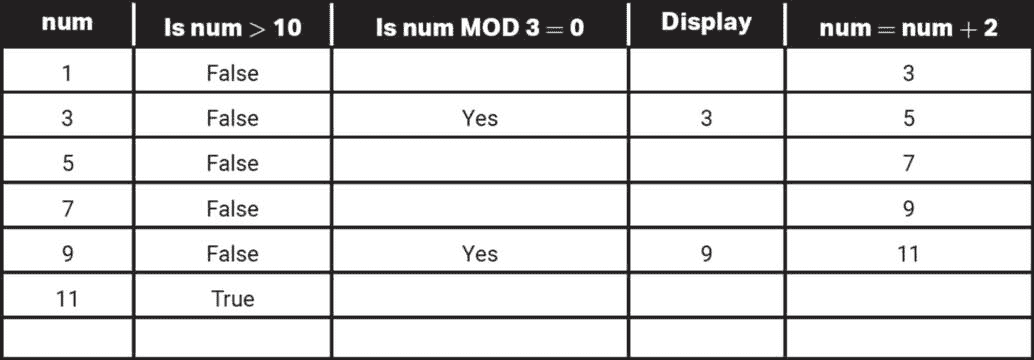 num Is num > 10 Is num MOD 3 = 0 Display num = num + 2
1 False 3
3 False Yes 3 5
5 False 7
7 False 9
9 False Yes 9 11
11 True